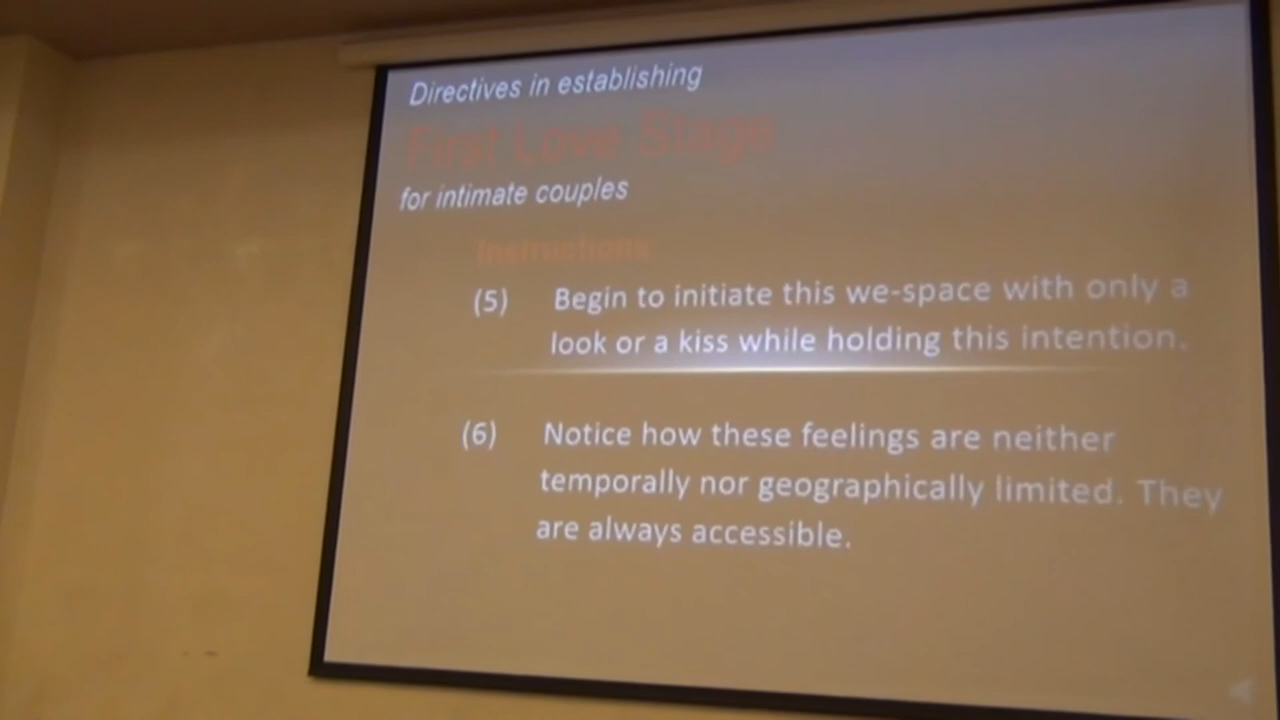 Directives in establishing
First Love Stage
for intimate couples
Instructions
(5) Begin to initiate this we-space with only a
look or a kiss while holding this intention.
(6) Notice how these feelings are neither
temporally nor geographically limited. They
are always accessible.